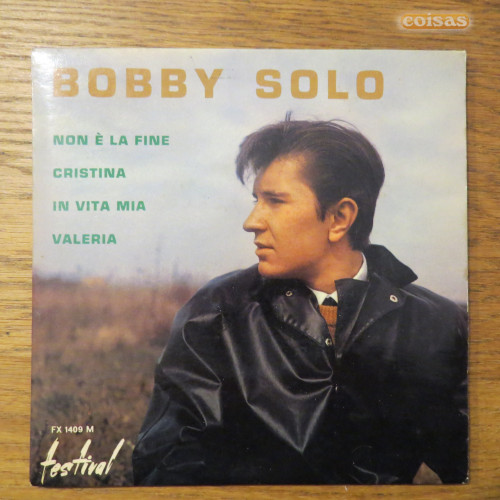 coisas
BOBBY SOLO
NON È LA FINE
CRISTINA
IN VITA MIA
VALERIA
FX 1409 M
festival